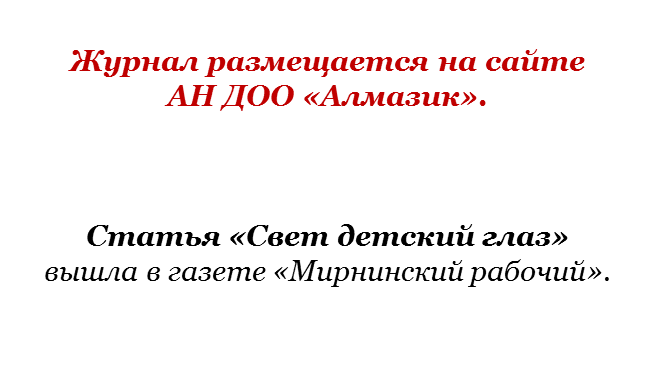 Журнал размещается на сайте
АН ДОО «Алмазик».
Статья «Свет детский глаз»
вышла в газете «Мирнинский рабочий».